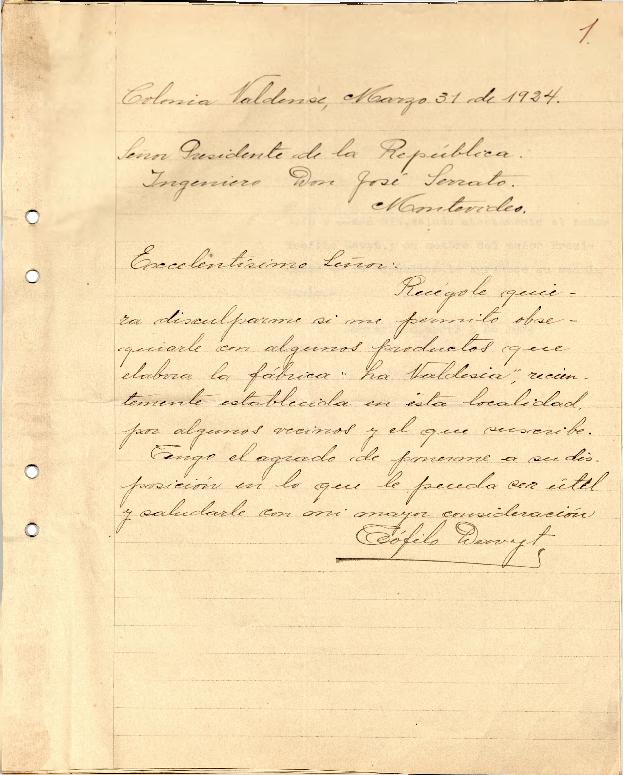 1.
Colonia Valdense, Marzo 31 de 1924.
Señor Presidente de la República.
Ingeniero Don José Serrato.
Montevideo.
Excelentísimo Señor:
Ruégole quie-
ra disculparme si me permito obse-
quiarle con algunos productos que
elabora la fábrica "La Valdesia", recien-
temente establecida en ésta localidad,
por algunos vecinos y el que suscribe.
Tengo el agrado de ponerme a su dis-
posición en lo que le pueda ser útil
y saludarle con mi mayor consideración
Teófilo